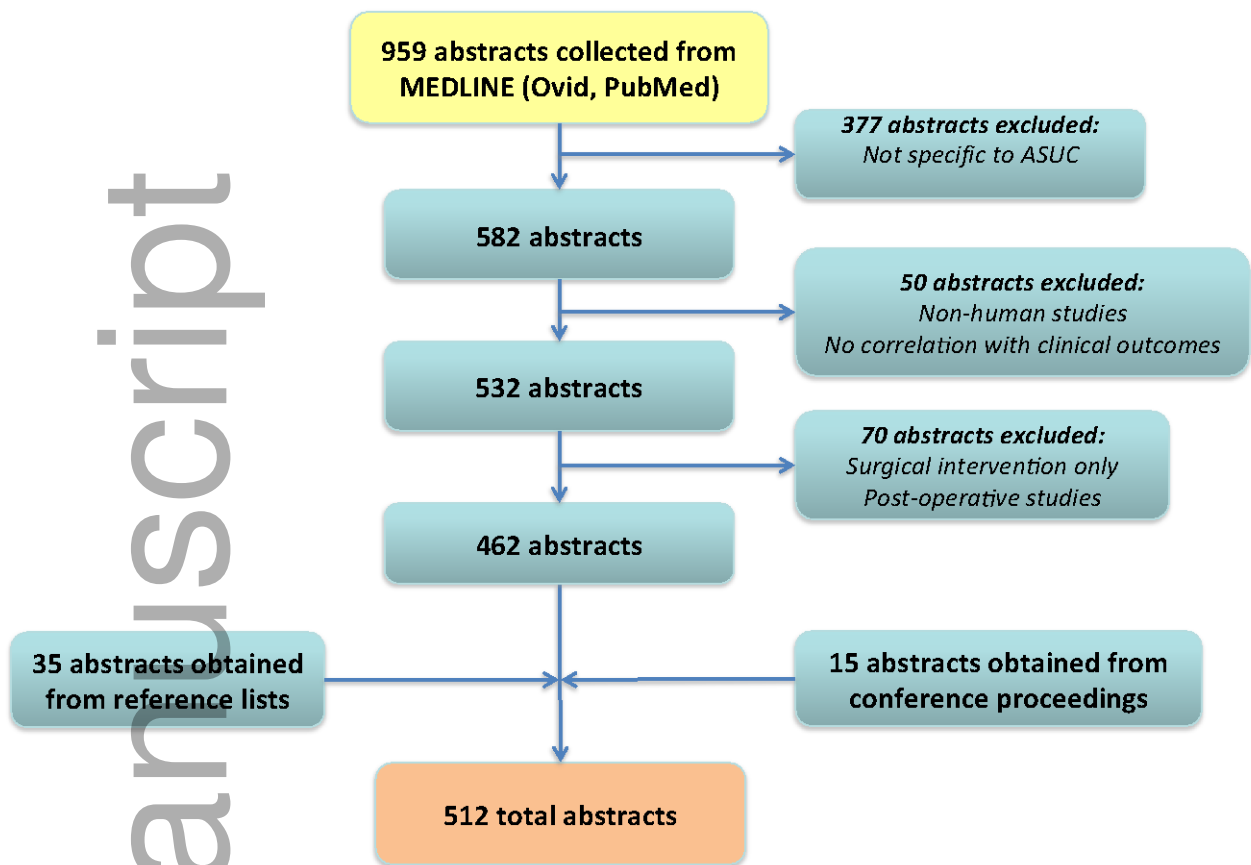 959 abstracts collected from
MEDLINE (Ovid, PubMed)
377 abstracts excluded:
Not specific to ASUC
582 abstracts
50 abstracts excluded:
Non-human studies
No correlation with clinical outcomes
532 abstracts
70 abstracts excluded:
Surgical intervention only
Post-operative studies
462 abstracts
35 abstracts obtained
from reference lists
15 abstracts obtained from
conference proceedings
512 total abstracts
anuscript